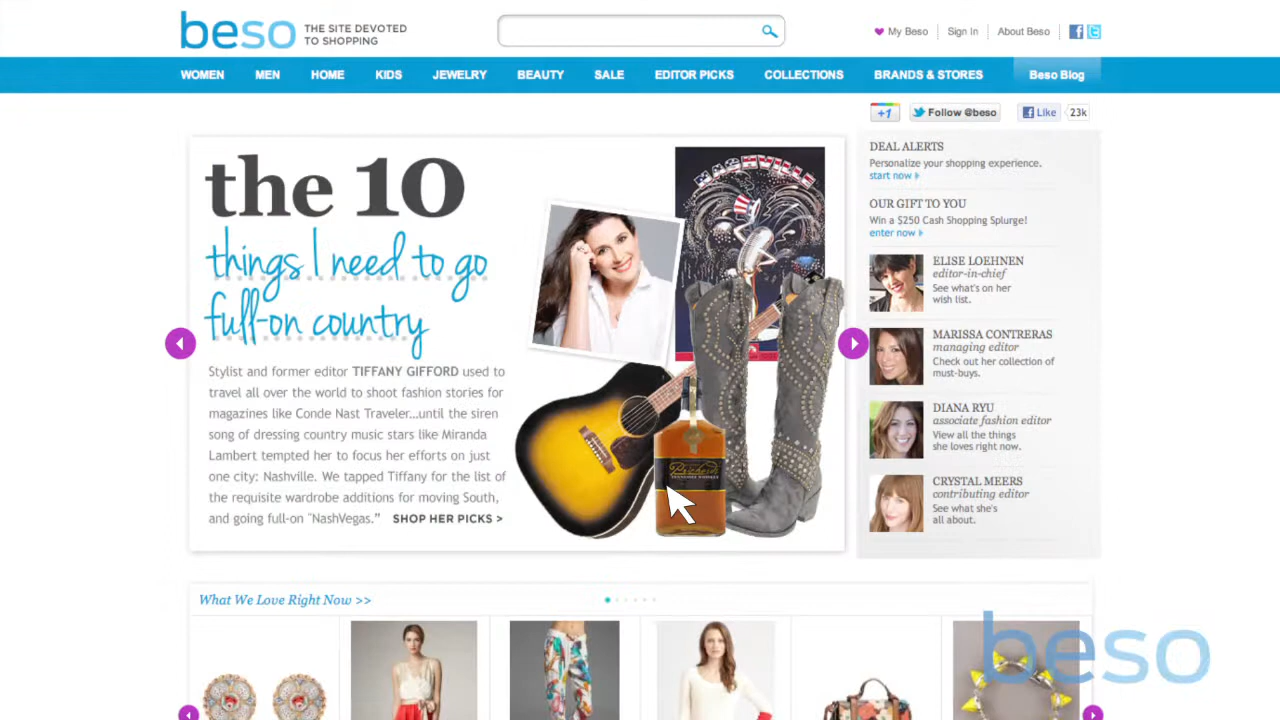 beso THE SITE DEVOTED
TO SHOPPING
My Beso Sign In About Beso
WOMEN MEN HOME KIDS JEWELRY BEAUTY SALE EDITOR PICKS COLLECTIONS BRANDS & STORES Beso Blog
+1 Follow @beso Like 23k
the 10
things I need to go
full-on country
Stylist and former editor TIFFANY GIFFORD used to
travel all over the world to shoot fashion stories for
magazines like Conde Nast Traveler...until the siren
song of dressing country music stars like Miranda
Lambert tempted her to focus her efforts on just
one city: Nashville. We tapped Tiffany for the list of
the requisite wardrobe additions for moving South,
and going full-on "NashVegas." SHOP HER PICKS >
NASHVILLE
DEAL ALERTS
Personalize your shopping experience.
start now
OUR GIFT TO YOU
Win a $250 Cash Shopping Splurge!
enter now
ELISE LOEHNEN
editor-in-chief
See what's on her
wish list.
MARISSA CONTRERAS
managing editor
Check out her collection of
must-buys.
DIANA RYU
associate fashion editor
View all the things
she loves right now.
CRYSTAL MEERS
contributing editor
See what she's
all about.
What We Love Right Now >>
beso